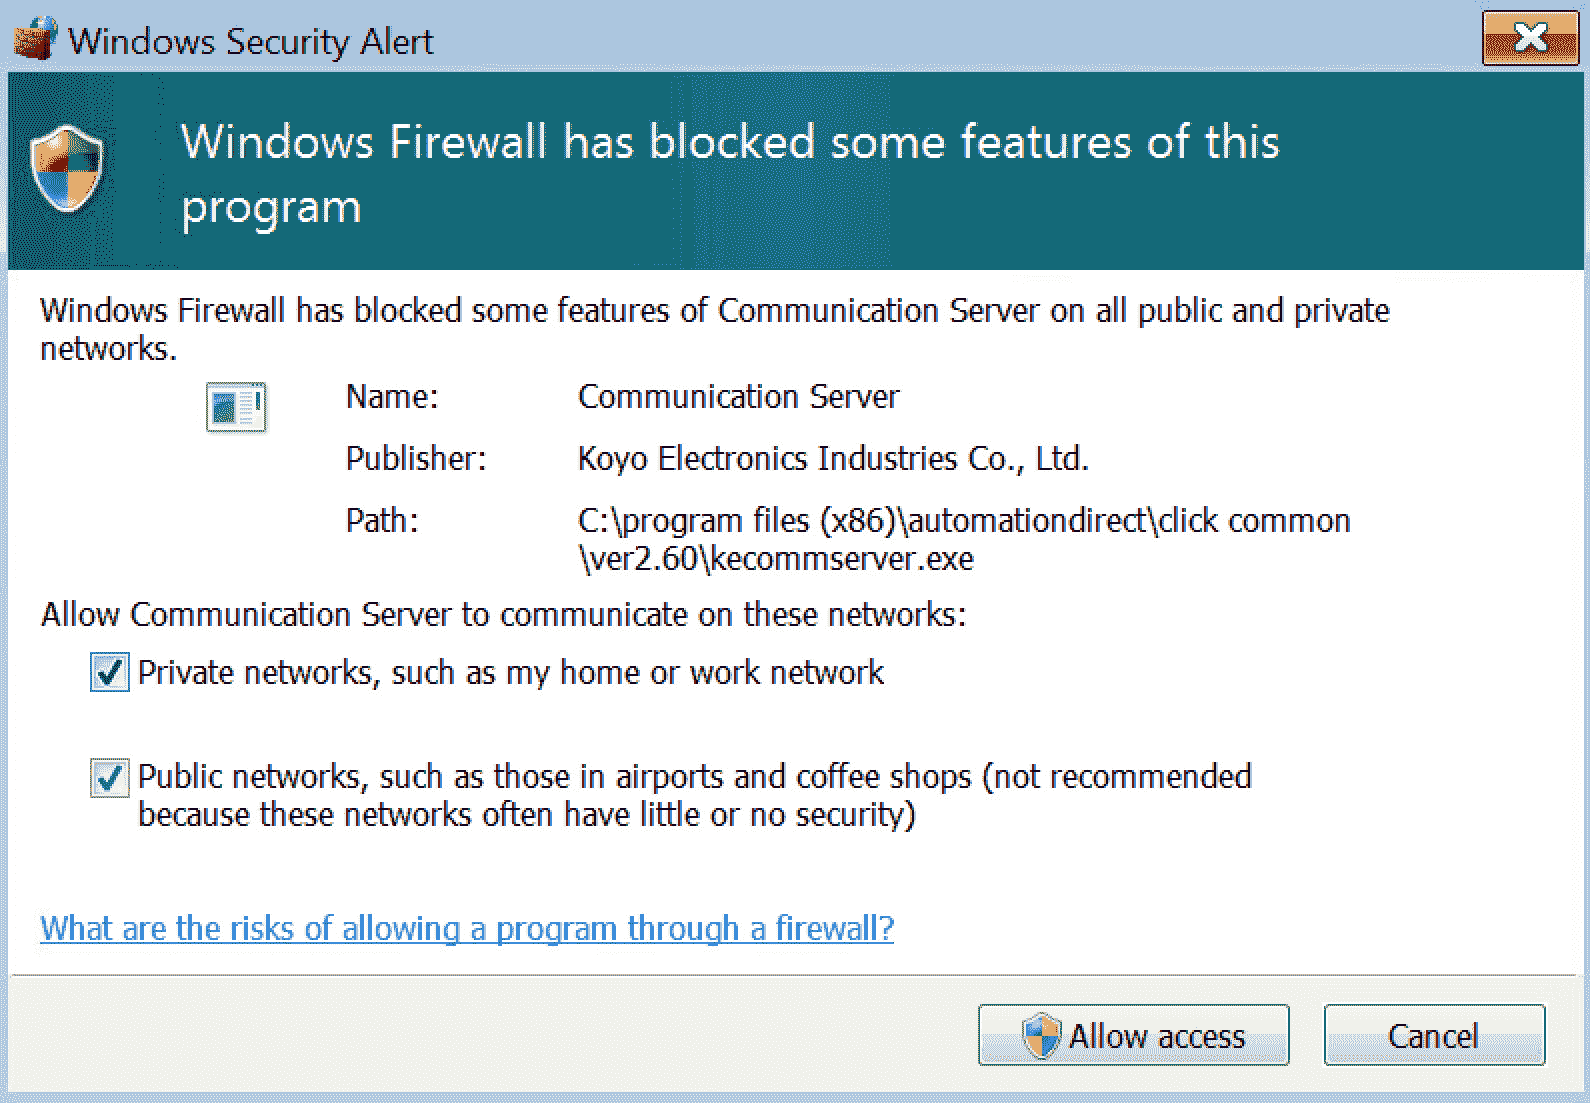 Windows Security Alert
Windows Firewall has blocked some features of this
program
Windows Firewall has blocked some features of Communication Server on all public and private
networks.
Name: Communication Server
Publisher: Koyo Electronics Industries Co., Ltd.
Path: C:\program files (x86)\automationdirect\click common
\ver2.60\kecommserver.exe
Allow Communication Server to communicate on these networks:
Private networks, such as my home or work network
Public networks, such as those in airports and coffee shops (not recommended
because these networks often have little or no security)
What are the risks of allowing a program through a firewall?
Allow access Cancel